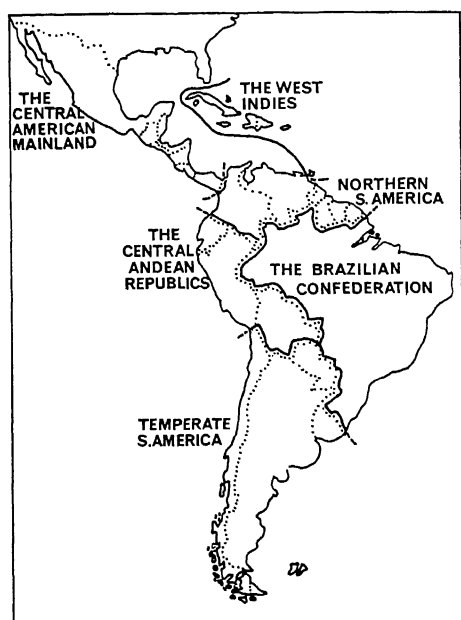 THE WEST
INDIES
THE
CENTRAL
AMERICAN
MAINLAND
NORTHERN
S. AMERICA
THE
CENTRAL
ANDEAN
REPUBLICS
THE BRAZILIAN
CONFEDERATION
TEMPERATE
S.AMERICA